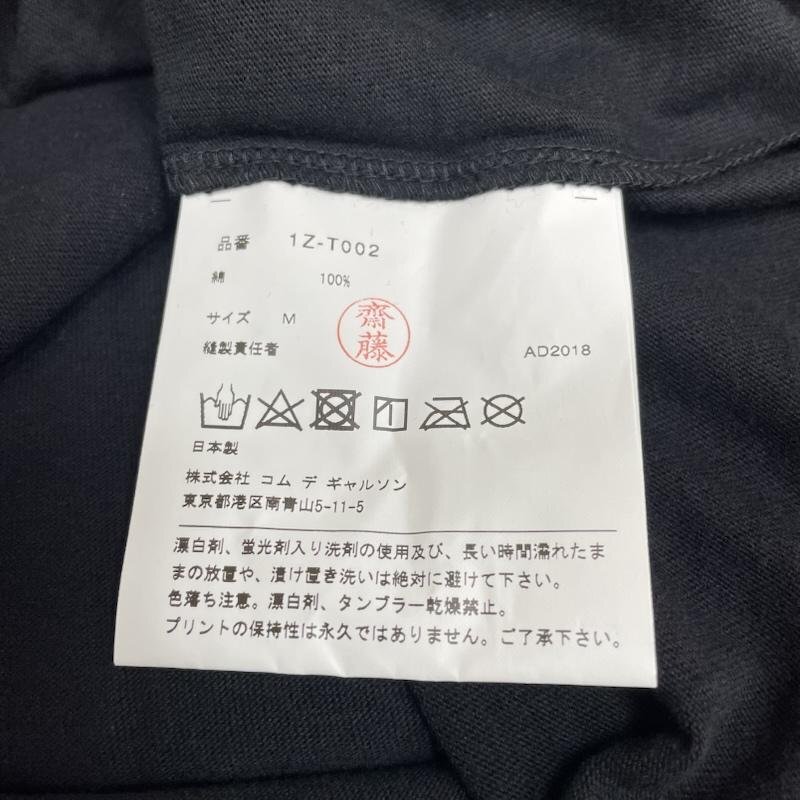 品番 1Z-T002
綿 100%
サイズ M
齋藤
縫製責任者
AD2018
日本製
株式会社 コム デ ギャルソン
東京都港区南青山5-11-5
漂白剤、蛍光剤入り洗剤の使用及び、長い時間濡れたま
まの放置や、漬け置き洗いは絶対に避けて下さい。
色落ち注意。漂白剤、タンブラー乾燥禁止。
プリントの保持性は永久ではありません。ご了承下さい。